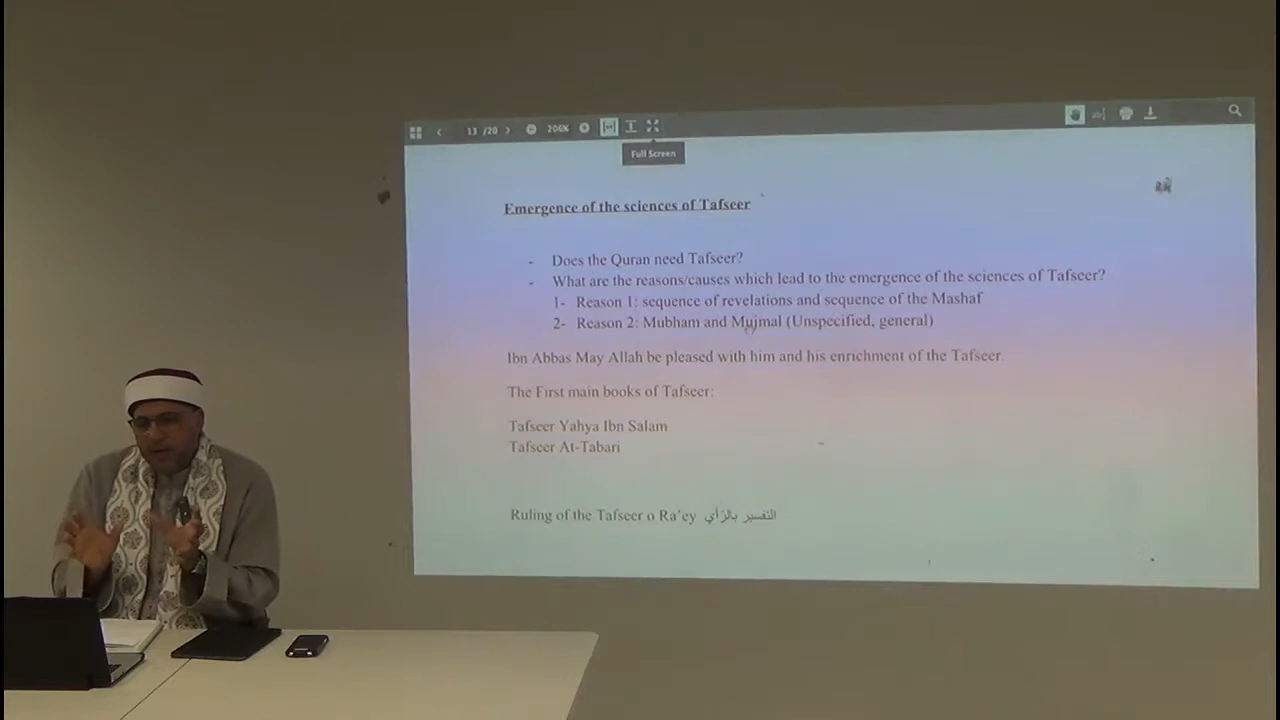 13 /20
206%
Full Screen
Emergence of the sciences of Tafseer
- Does the Quran need Tafseer?
- What are the reasons/causes which lead to the emergence of the sciences of Tafseer?
1- Reason 1: sequence of revelations and sequence of the Mashaf
2- Reason 2: Mubham and Mujmal (Unspecified, general)
Ibn Abbas May Allah be pleased with him and his enrichment of the Tafseer.
The First main books of Tafseer:
Tafseer Yahya Ibn Salam
Tafseer At-Tabari
Ruling of the Tafseer o Ra'ey التفسير بالرّأي